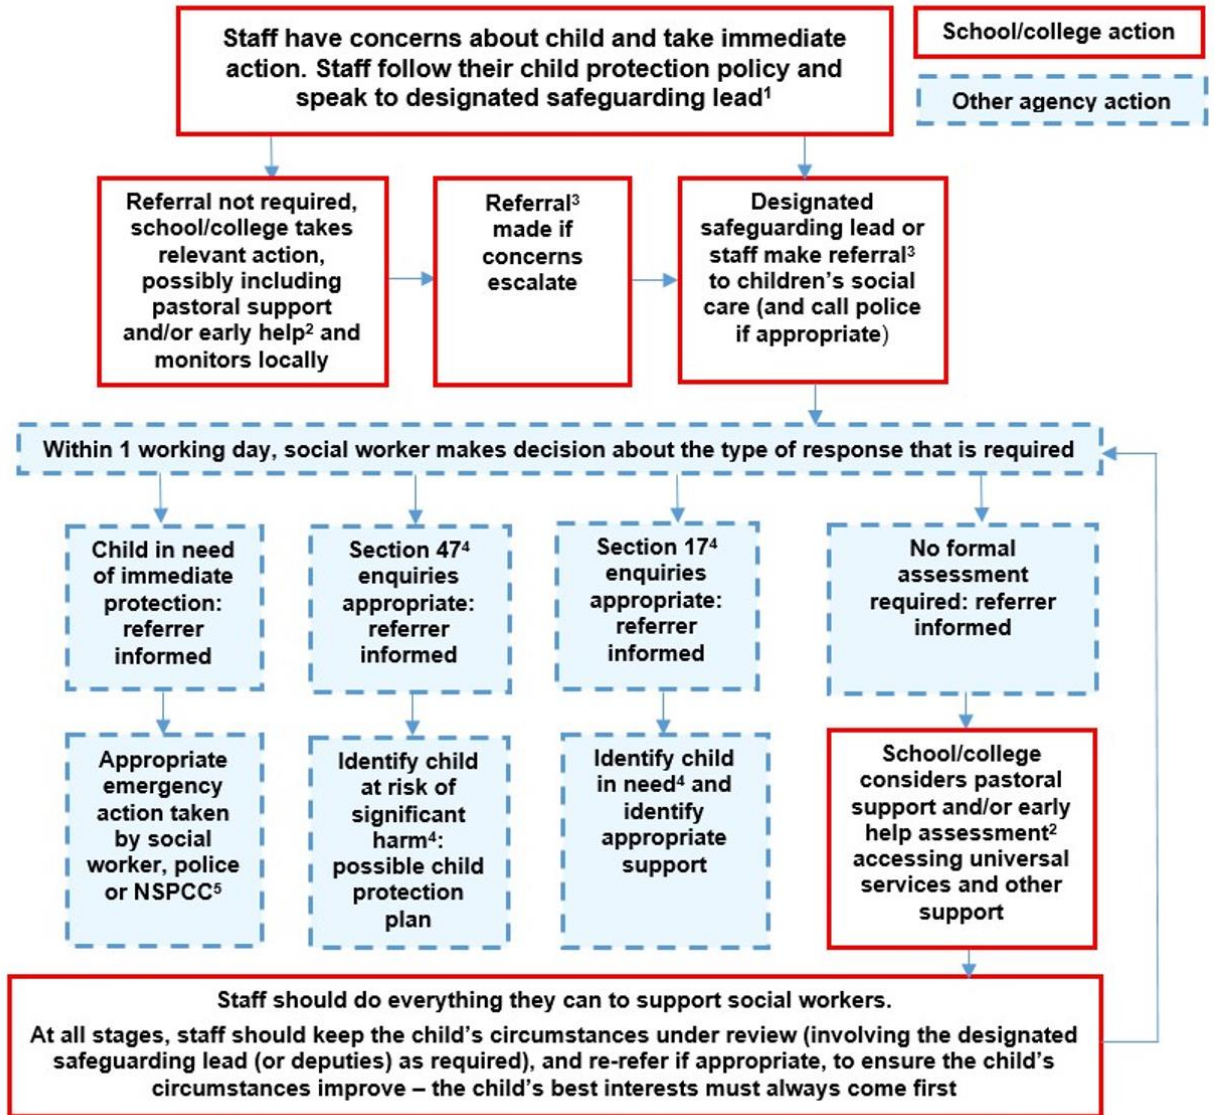 Staff have concerns about child and take immediate
action. Staff follow their child protection policy and
speak to designated safeguarding lead¹
School/college action
Other agency action
Referral not required,
school/college takes
relevant action,
possibly including
pastoral support
and/or early help² and
monitors locally
Referral³
made if
concerns
escalate
Designated
safeguarding lead or
staff make referral³
to children’s social
care (and call police
if appropriate)
Within 1 working day, social worker makes decision about the type of response that is required
Child in need
of immediate
protection:
referrer
informed
Section 47⁴
enquiries
appropriate:
referrer
informed
Section 17⁴
enquiries
appropriate:
referrer
informed
No formal
assessment
required: referrer
informed
Appropriate
emergency
action taken
by social
worker, police
or NSPCC⁵
Identify child
at risk of
significant
harm⁴:
possible child
protection
plan
Identify child
in need⁴ and
identify
appropriate
support
School/college
considers pastoral
support and/or early
help assessment²
accessing universal
services and other
support
Staff should do everything they can to support social workers.
At all stages, staff should keep the child’s circumstances under review (involving the designated
safeguarding lead (or deputies) as required), and re-refer if appropriate, to ensure the child’s
circumstances improve – the child’s best interests must always come first